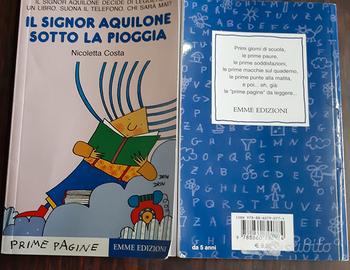 IL SIGNOR AQUILONE DECIDE DI LEGGERE
UN LIBRO. SUONA IL TELEFONO. CHI SARÀ MAI?
IL SIGNOR AQUILONE
SOTTO LA PIOGGIA
Nicoletta Costa
DRIN
DRIN
PRIME PAGINE
EMME EDIZIONI
Primi giorni di scuola,
le prime paure,
le prime soddisfazioni,
le prime macchie sul quaderno,
le prime punte alla matita,
e poi... eh, già
le "prime pagine" da leggere...
EMME EDIZIONI
da 5 anni
subito